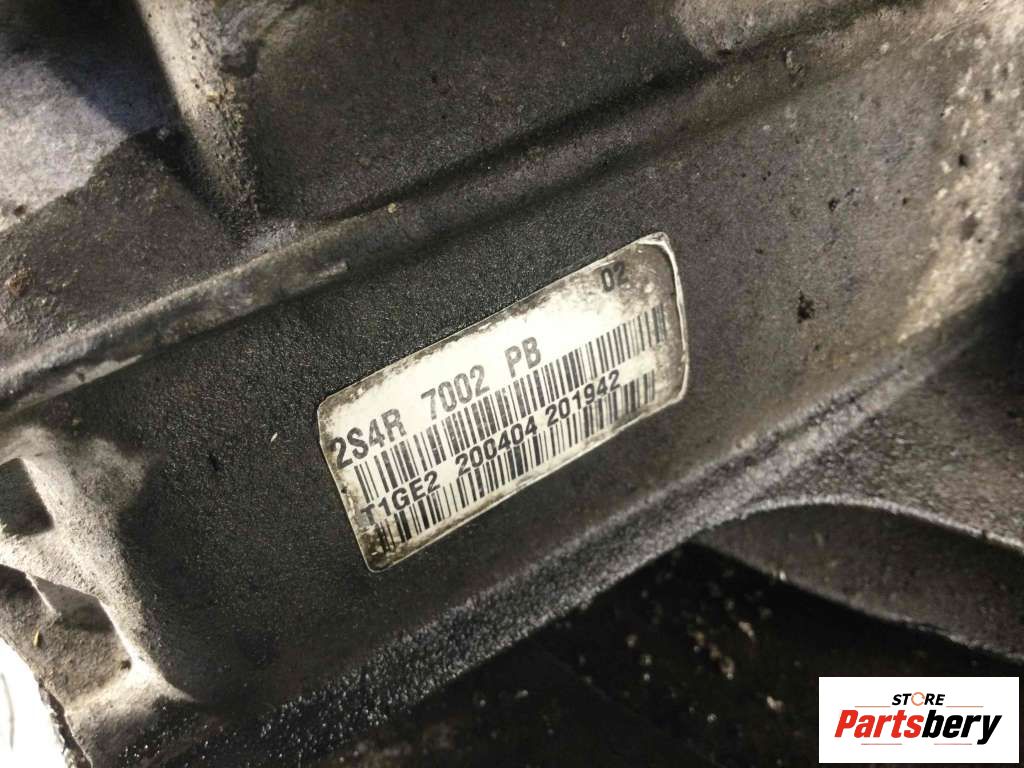 02
2S4R 7002 PB
T1GE2 200404 201942
STORE
Partsbery